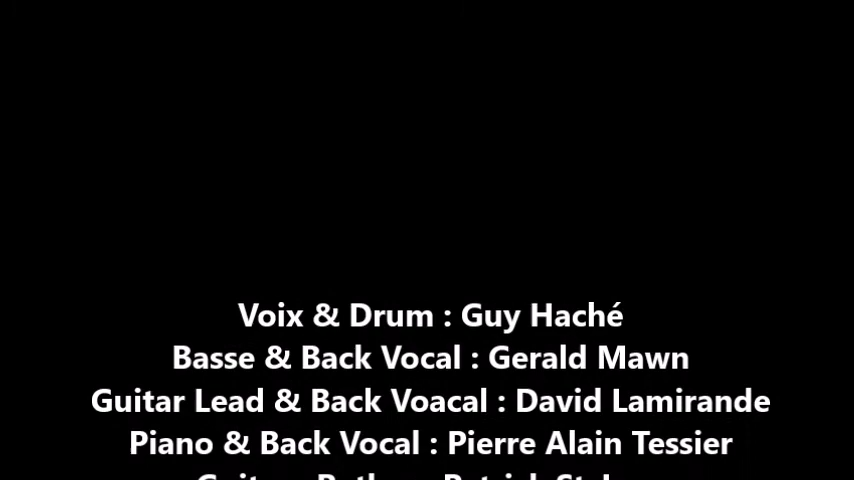 Voix & Drum : Guy Haché
Basse & Back Vocal : Gerald Mawn
Guitar Lead & Back Voacal : David Lamirande
Piano & Back Vocal : Pierre Alain Tessier